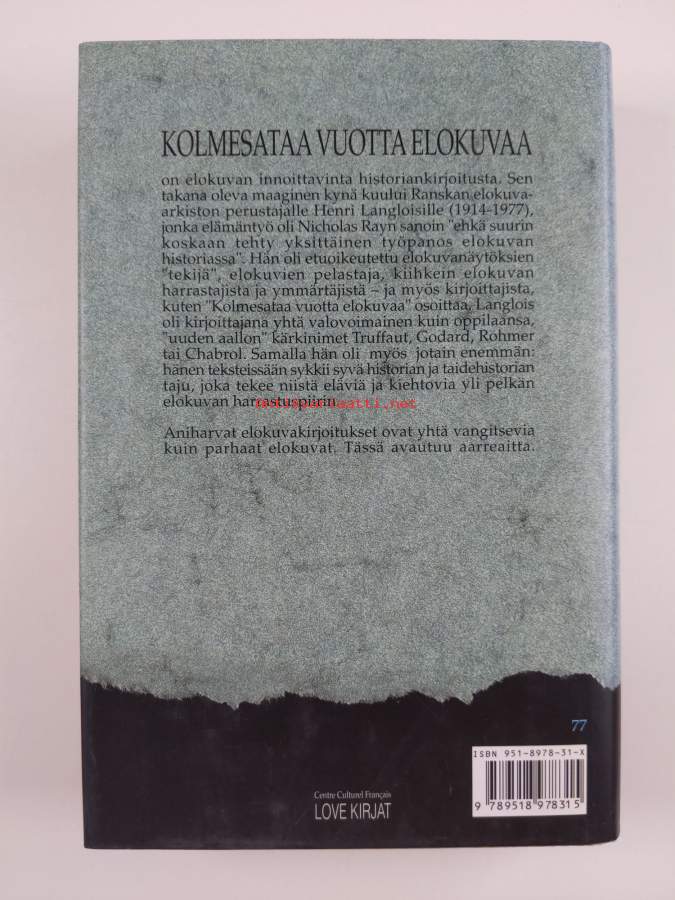 KOLMESATAA VUOTTA ELOKUVAA
on elokuvan innoittavinta historiankirjoitusta. Sen
takana oleva maaginen kynä kuului Ranskan elokuva-
arkiston perustajalle Henri Langloisille (1914-1977),
jonka elämäntyö oli Nicholas Rayn sanoin "ehkä suurin
koskaan tehty yksittäinen työpanos elokuvan
historiassa". Hän oli etuoikeutettu elokuvanäytöksien
"tekijä", elokuvien pelastaja, kiihkein elokuvan
harrastajista ja ymmärtäjistä – ja myös kirjoittajista,
kuten "Kolmesataa vuotta elokuvaa" osoittaa, Langlois
oli kirjoittajana yhtä valovoimainen kuin oppilaansa,
"uuden aallon" kärkinimet Truffaut, Godard, Rohmer
tai Chabrol. Samalla hän oli myös jotain enemmän:
hänen teksteissään sykkii syvä historian ja taidehistorian
taju, joka tekee niistä eläviä ja kiehtovia yli pelkän
elokuvan harrastuspiirin.
Aniharvat elokuvakirjoitukset ovat yhtä vangitsevia
kuin parhaat elokuvat. Tässä avautuu aarreaitta.
77
ISBN 951-8978-31-X
9 789518 978315
Centre Culturel Français
LOVE KIRJAT